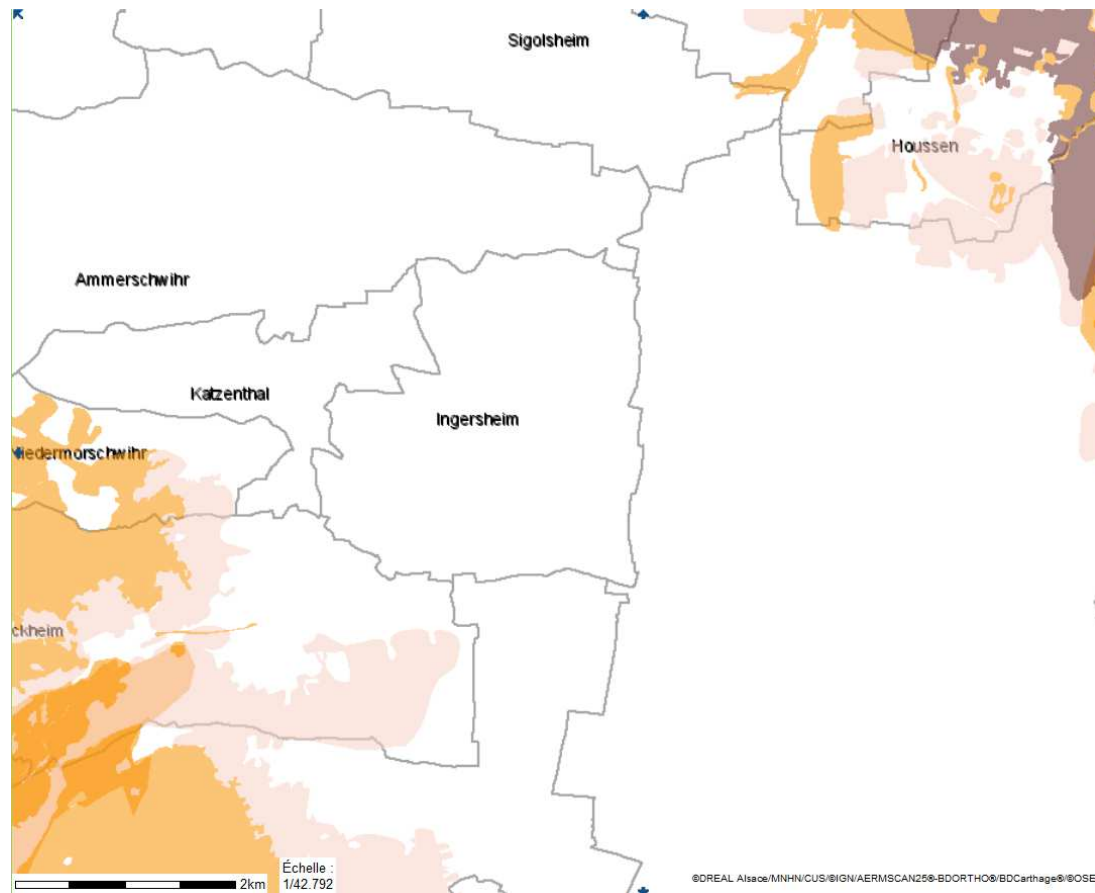 Sigolsheim
Houssen
Ammerschwihr
Katzenthal
Ingersheim
iedermorschwihr
ckheim
2km
Échelle :
1/42.792
©DREAL Alsace/MNHN/CUS/©IGN/AERMSCAN25®-BDORTHO®/BDCarthage®/©OSE